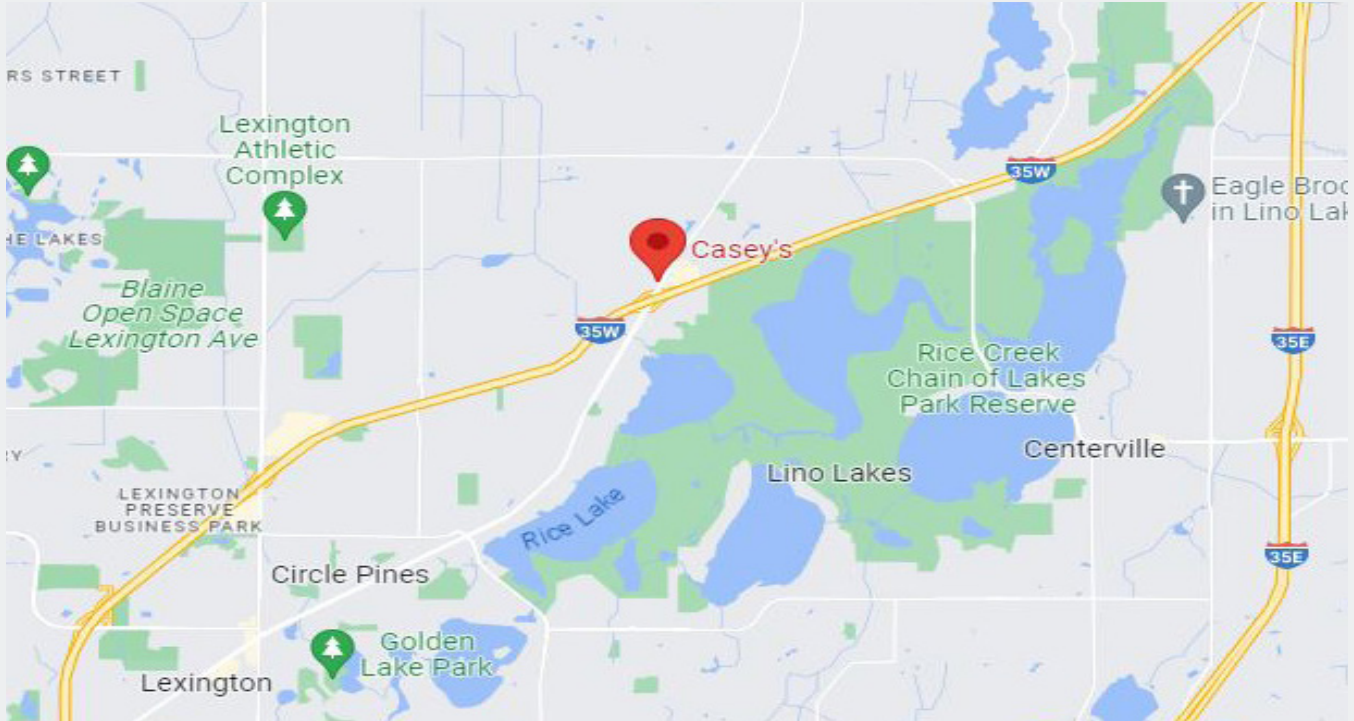 RS STREET
Lexington
Athletic
Complex
35W
Eagle Broo
in Lino Lak
HE LAKES
Casey's
Blaine
Open Space
Lexington Ave
35W
35E
Rice Creek
Chain of Lakes
Park Reserve
Centerville
RY
Lino Lakes
LEXINGTON
PRESERVE
BUSINESS PARK
Rice Lake
35E
Circle Pines
Golden
Lake Park
Lexington